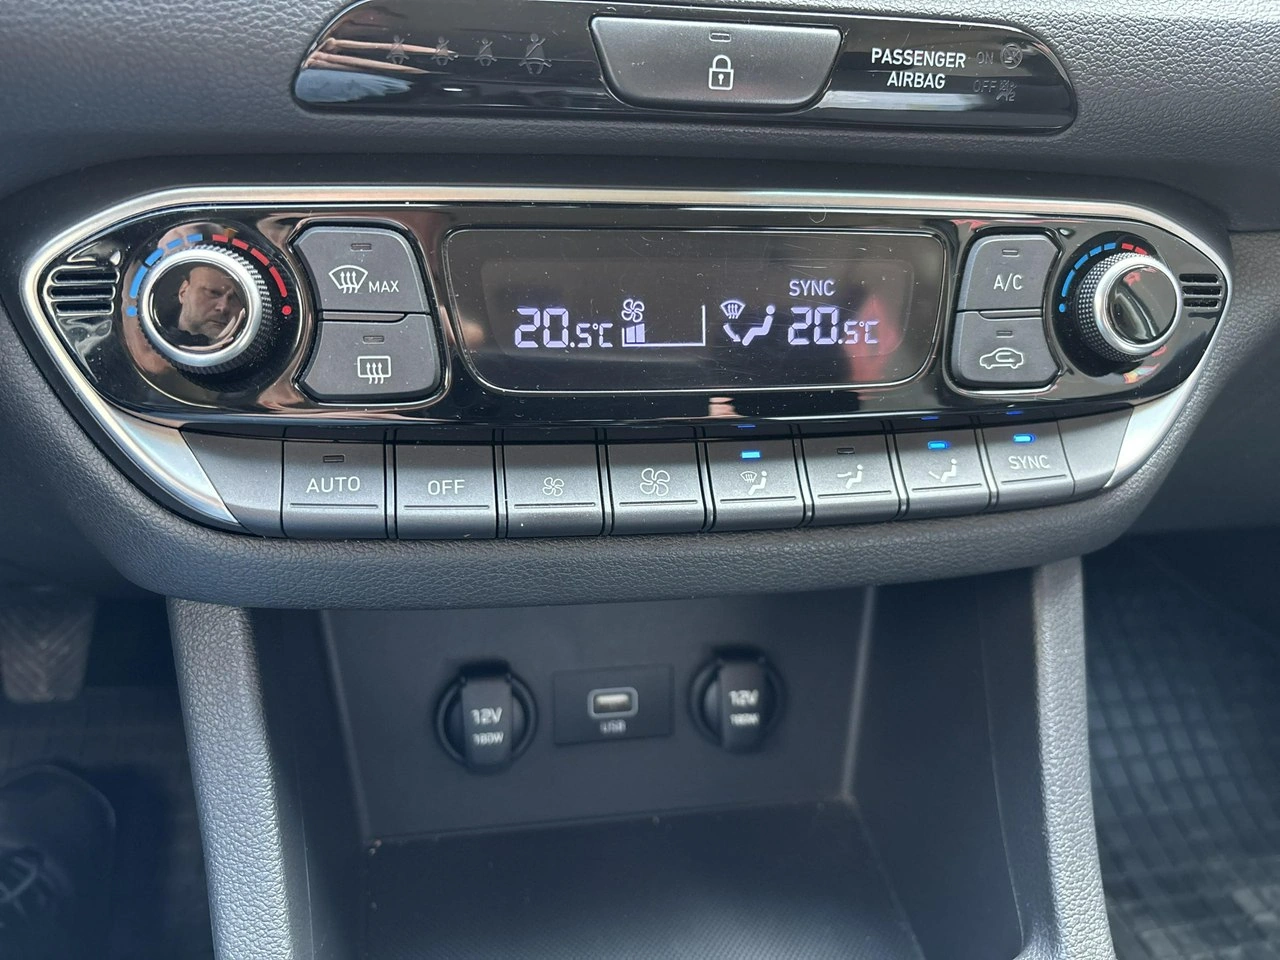 PASSENGER
AIRBAG
ON
OFF
MAX
SYNC
20.5°C
20.5°C
A/C
AUTO
OFF
SYNC
12V
180W
USB
12V
180W